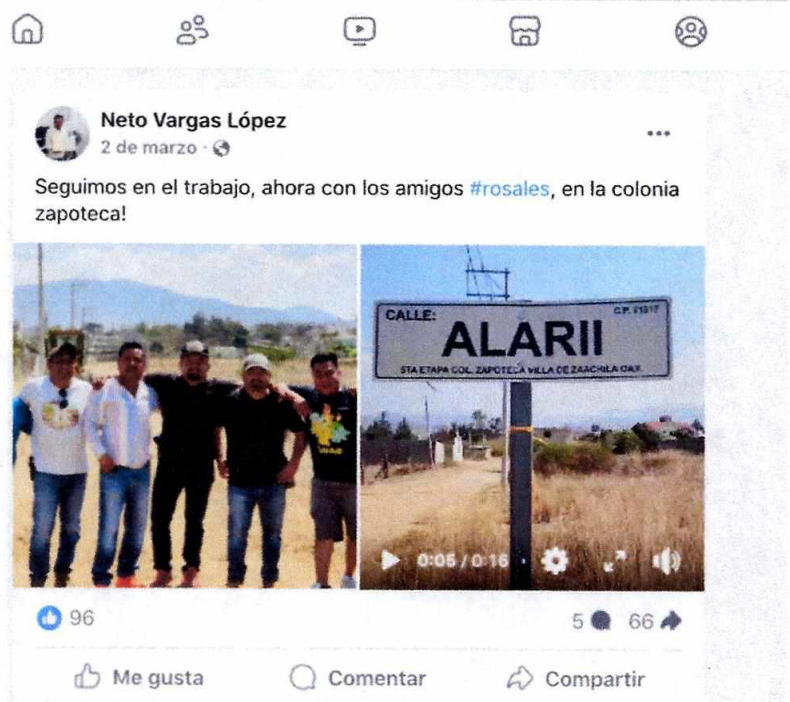 Neto Vargas López
2 de marzo ·
Seguimos en el trabajo, ahora con los amigos #rosales, en la colonia
zapoteca!
CALLE:
ALARII
5TA ETAPA COL. ZAPOTECA VILLA DE ZAACHILA OAX.
0:05 / 0:16
96
5
66
Me gusta
Comentar
Compartir